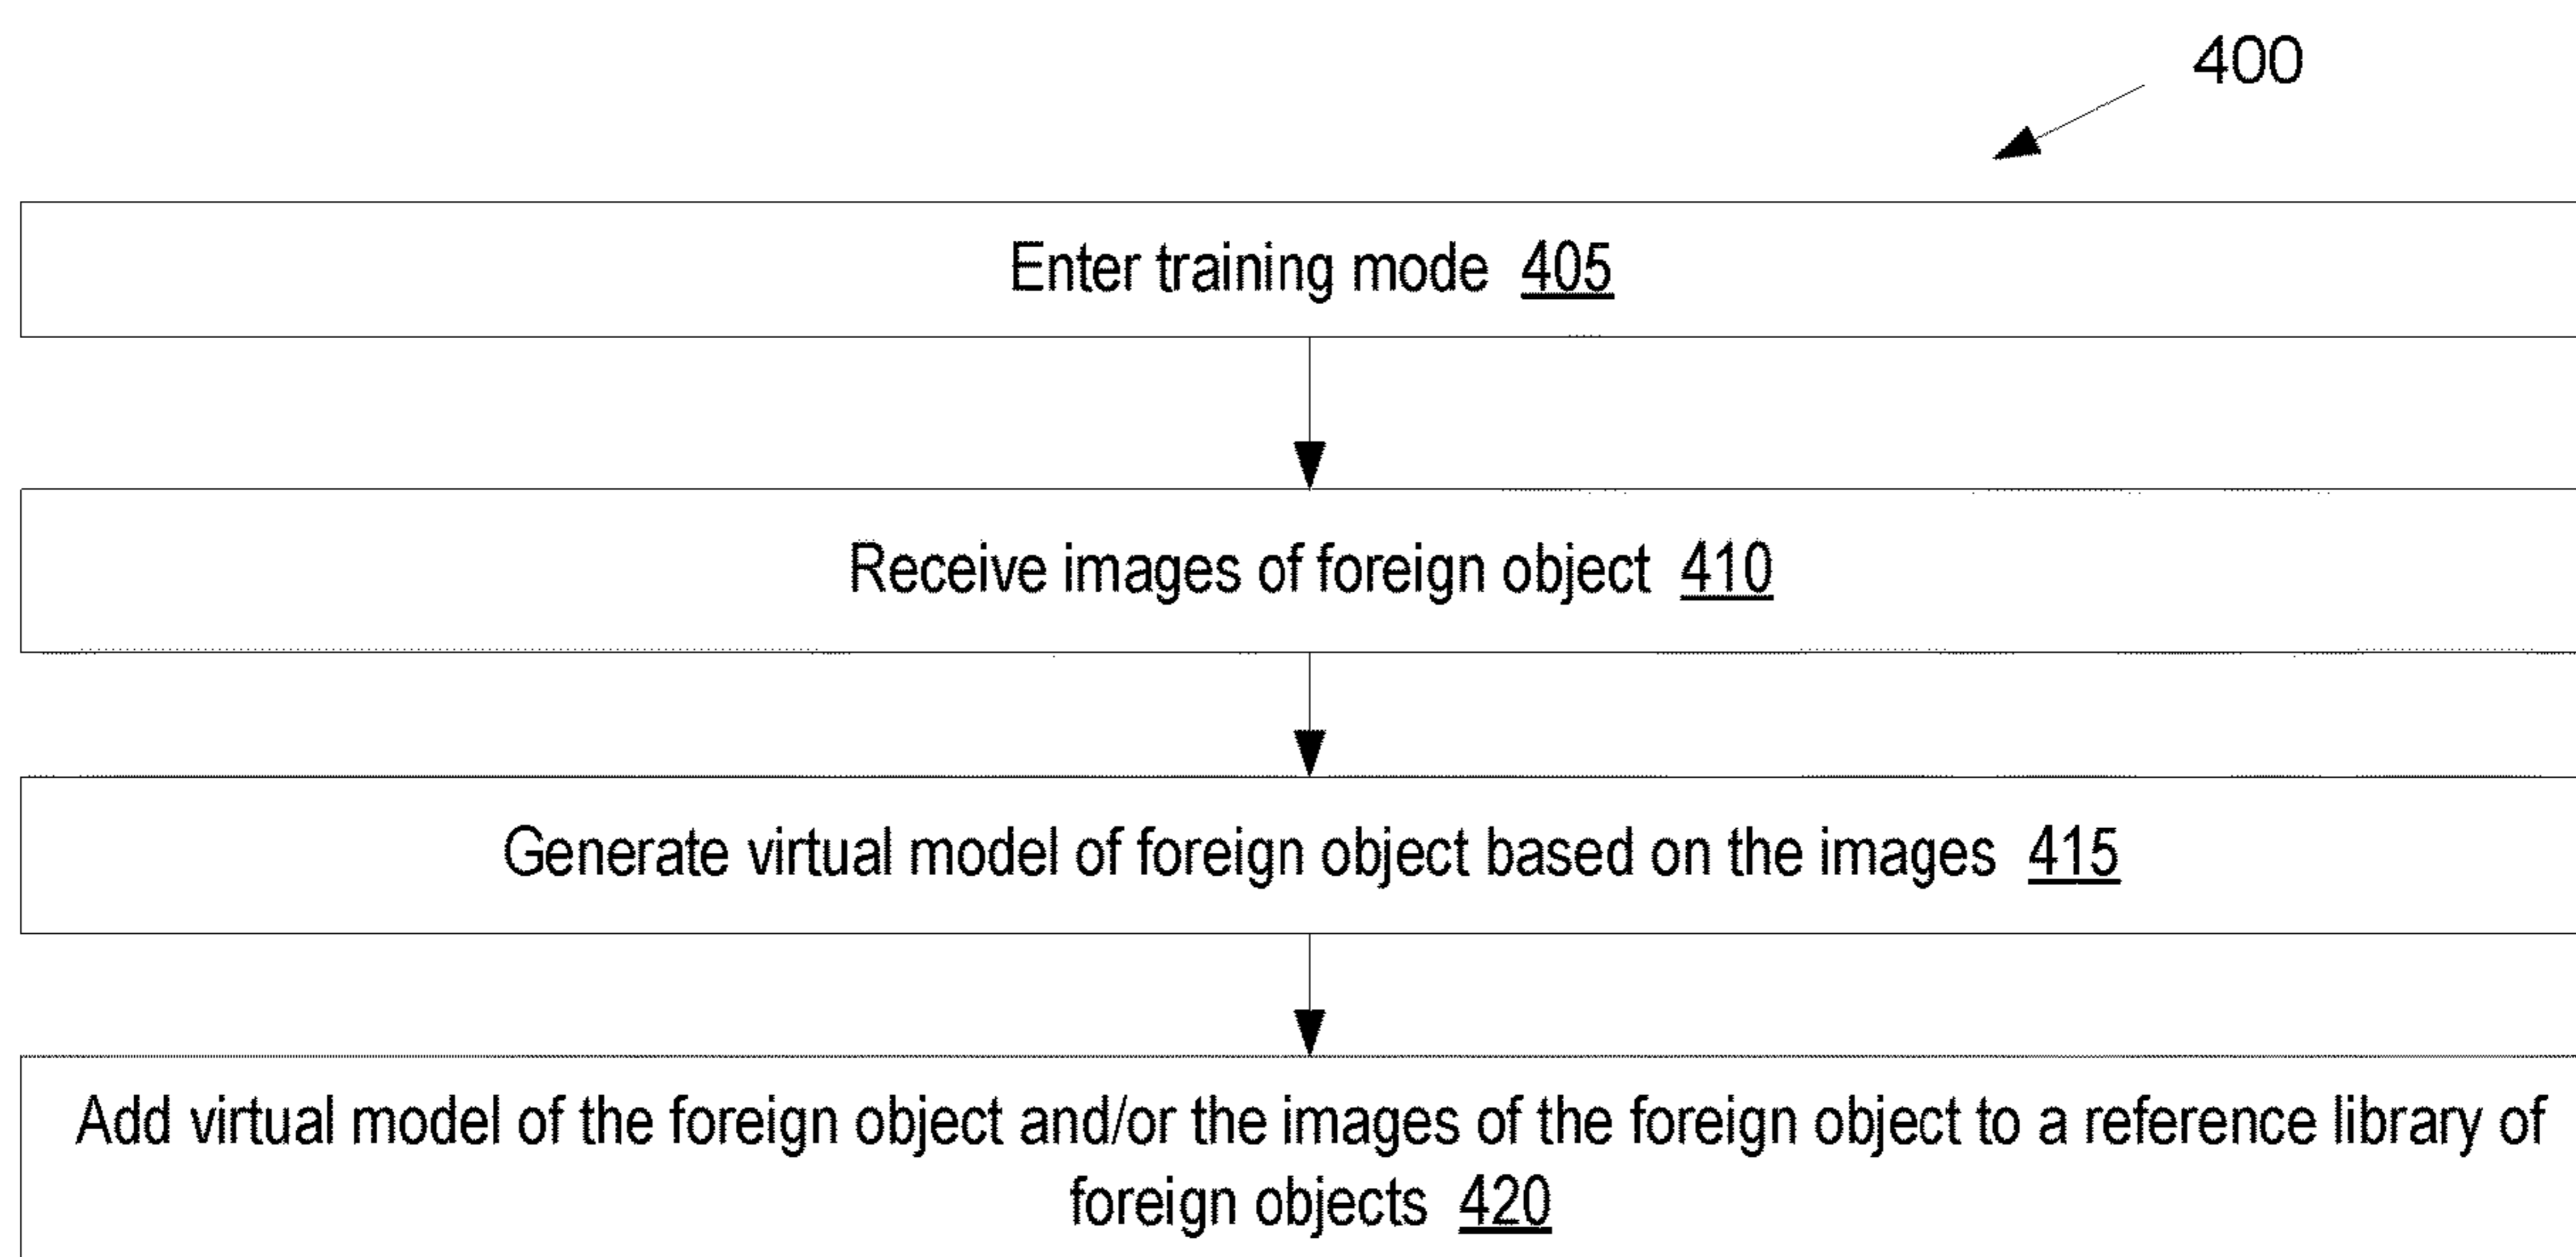 400
Enter training mode 405
Receive images of foreign object 410
Generate virtual model of foreign object based on the images 415
Add virtual model of the foreign object and/or the images of the foreign object to a reference library of
foreign objects 420